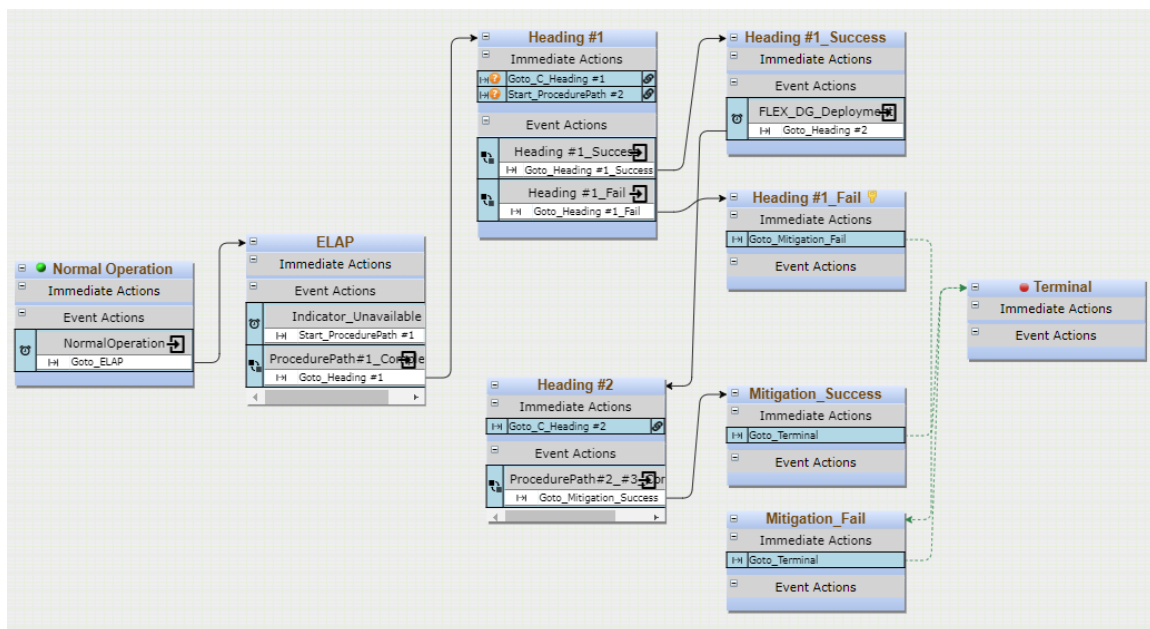 Normal Operation
Immediate Actions
Event Actions
NormalOperation
Goto_ELAP
ELAP
Immediate Actions
Event Actions
Indicator_Unavailable
Start_ProcedurePath #1
ProcedurePath#1_Comple
Goto_Heading #1
Heading #1
Immediate Actions
Goto_C_Heading #1
Start_ProcedurePath #2
Event Actions
Heading #1_Success
Goto_Heading #1_Success
Heading #1_Fail
Goto_Heading #1_Fail
Heading #2
Immediate Actions
Goto_C_Heading #2
Event Actions
ProcedurePath#2_#3_Cor
Goto_Mitigation_Success
Heading #1_Success
Immediate Actions
Event Actions
FLEX_DG_Deployment
Goto_Heading #2
Heading #1_Fail
Immediate Actions
Goto_Mitigation_Fail
Event Actions
Mitigation_Success
Immediate Actions
Goto_Terminal
Event Actions
Mitigation_Fail
Immediate Actions
Goto_Terminal
Event Actions
Terminal
Immediate Actions
Event Actions